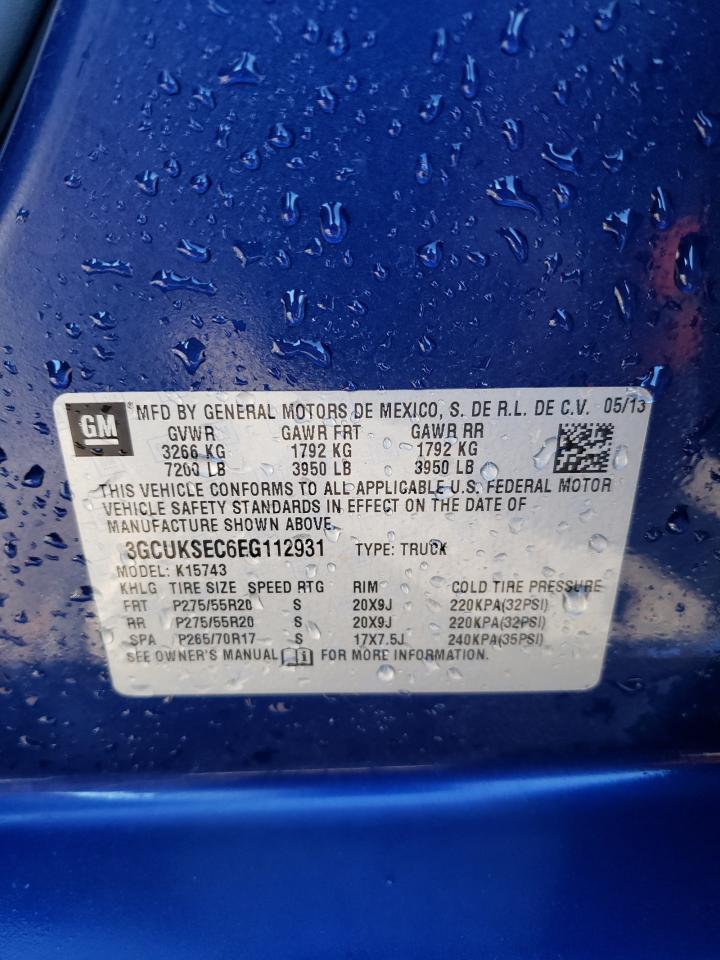 GM ® MFD BY GENERAL MOTORS DE MEXICO, S. DE R.L. DE C.V. 05/13
GVWR GAWR FRT GAWR RR
3266 KG 1792 KG 1792 KG
7200 LB 3950 LB 3950 LB
THIS VEHICLE CONFORMS TO ALL APPLICABLE U.S. FEDERAL MOTOR
VEHICLE SAFETY STANDARDS IN EFFECT ON THE DATE OF
MANUFACTURE SHOWN ABOVE.
3GCUKSEC6EG112931 TYPE: TRUCK
MODEL: K15743
KHLG TIRE SIZE SPEED RTG RIM COLD TIRE PRESSURE
FRT P275/55R20 S 20X9J 220KPA(32PSI)
RR P275/55R20 S 20X9J 220KPA(32PSI)
SPA P265/70R17 S 17X7.5J 240KPA(35PSI)
SEE OWNER'S MANUAL FOR MORE INFORMATION.